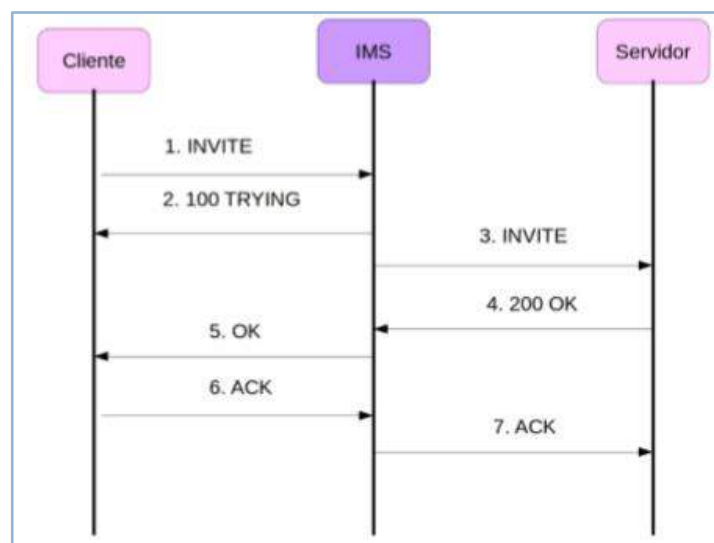 Cliente
IMS
Servidor
1. INVITE
2. 100 TRYING
3. INVITE
4. 200 OK
5. OK
6. ACK
7. ACK